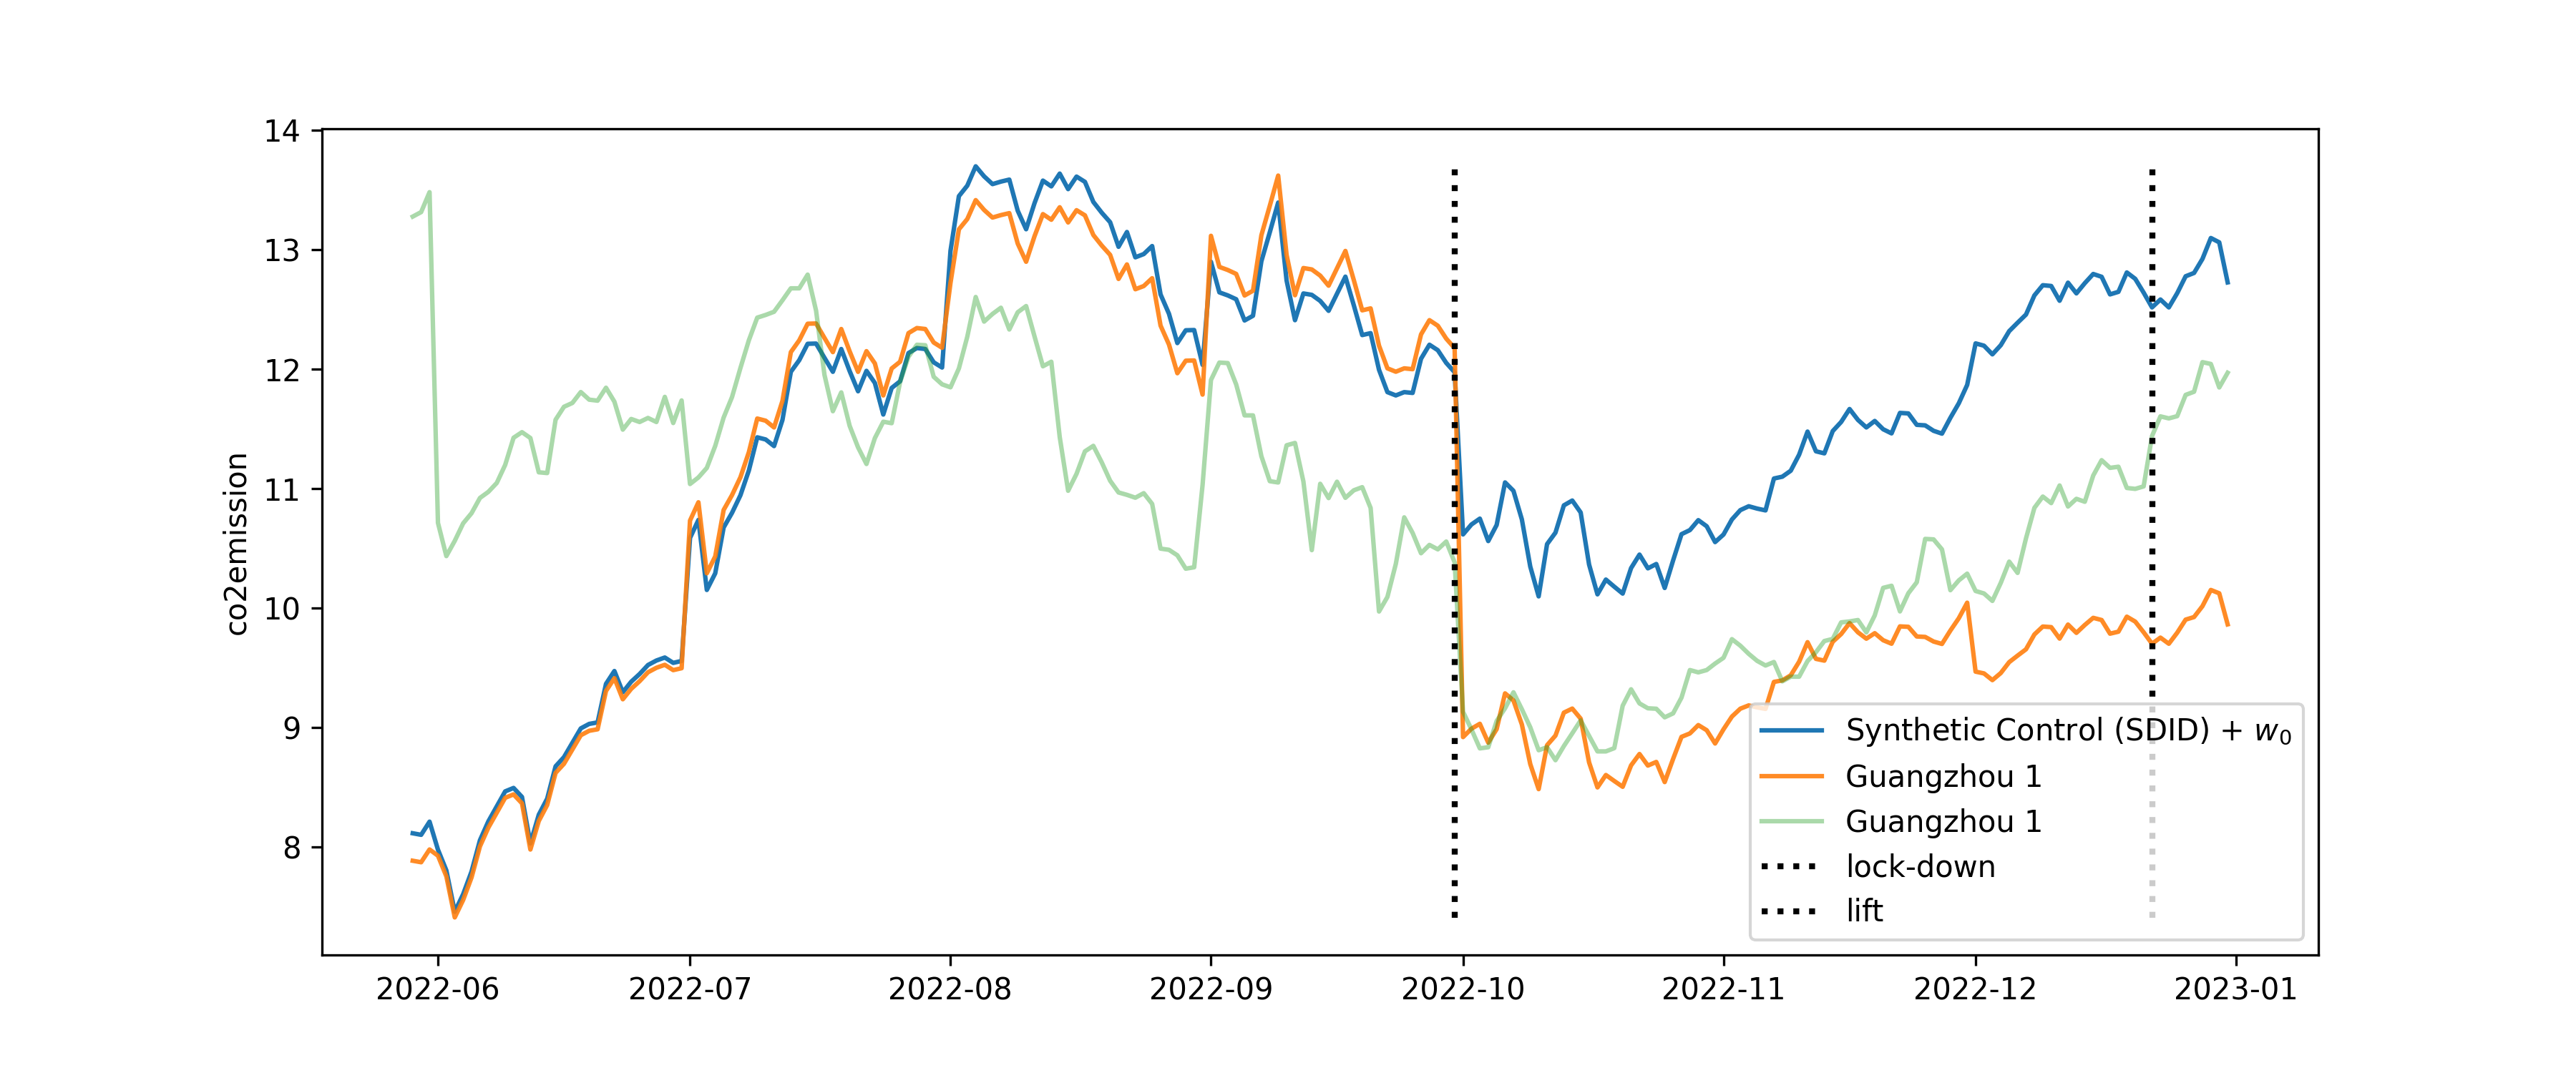 14
13
12
11
10
9
8
co2emission
2022-06 2022-07 2022-08 2022-09 2022-10 2022-11 2022-12 2023-01
Synthetic Control (SDID) + w₀
Guangzhou 1
Guangzhou 1
lock-down
lift